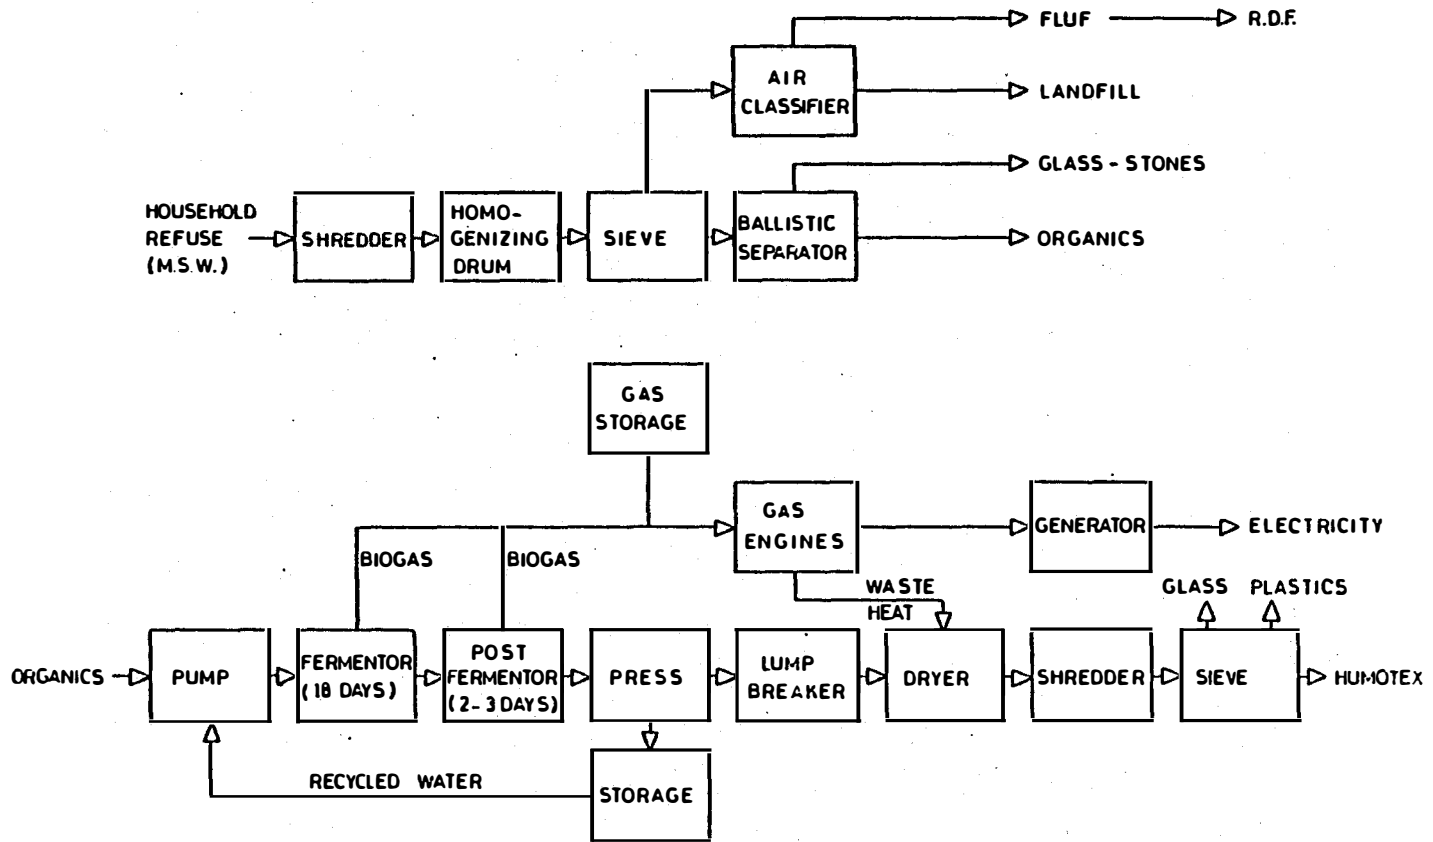 FLUF
R.D.F.
AIR
CLASSIFIER
LANDFILL
GLASS - STONES
HOUSEHOLD
REFUSE
(M.S.W.)
SHREDDER
HOMO-
GENIZING
DRUM
SIEVE
BALLISTIC
SEPARATOR
ORGANICS
GAS
STORAGE
GAS
ENGINES
GENERATOR
ELECTRICITY
BIOGAS
BIOGAS
WASTE
HEAT
GLASS
PLASTICS
ORGANICS
PUMP
FERMENTOR
(18 DAYS)
POST
FERMENTOR
(2-3 DAYS)
PRESS
LUMP
BREAKER
DRYER
SHREDDER
SIEVE
HUMOTEX
RECYCLED WATER
STORAGE